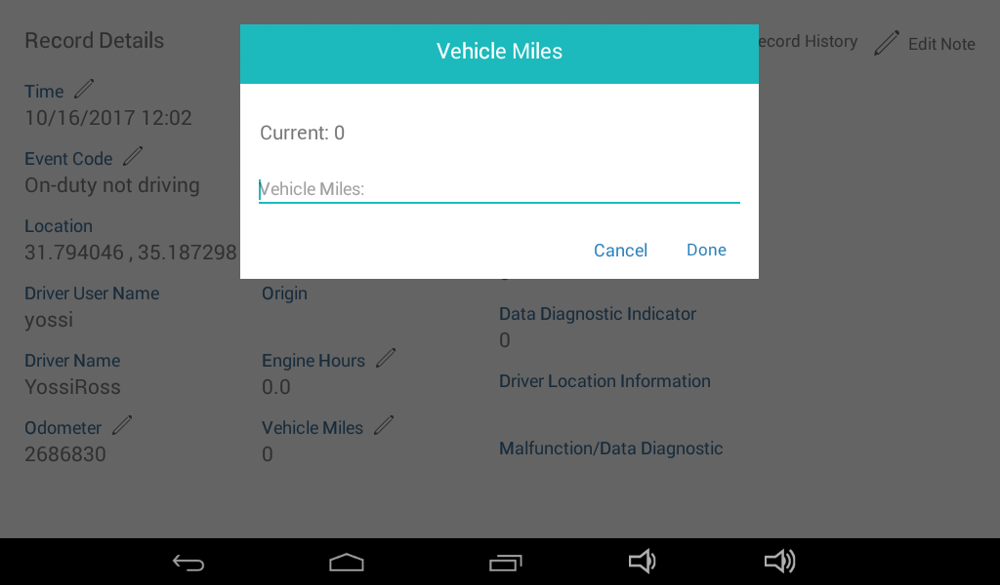 Record Details
ecord History
Edit Note
Vehicle Miles
Current: 0
Vehicle Miles:
Cancel
Done
Time
10/16/2017 12:02
Event Code
On-duty not driving
Location
31.794046 , 35.187298
Driver User Name
yossi
Driver Name
YossiRoss
Odometer
2686830
Origin
Engine Hours
0.0
Vehicle Miles
0
Data Diagnostic Indicator
0
Driver Location Information
Malfunction/Data Diagnostic